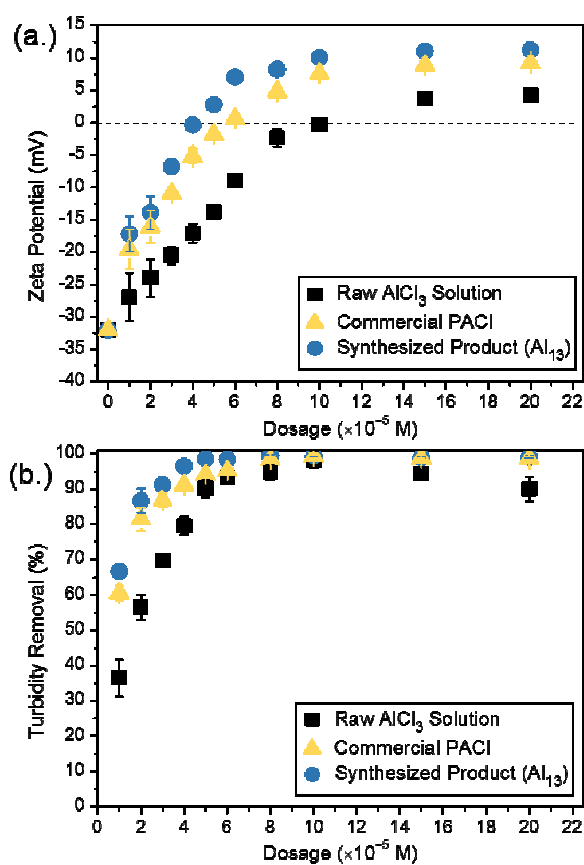 (a.)
15
10
5
0
-5
-10
-15
-20
-25
-30
-35
-40
Zeta Potential (mV)
Raw AlCl₃ Solution
Commercial PACl
Synthesized Product (Al₁₃)
0 2 4 6 8 10 12 14 16 18 20 22
Dosage (×10⁻⁵ M)
(b.)
100
90
80
70
60
50
40
30
20
10
0
Turbidity Removal (%)
Raw AlCl₃ Solution
Commercial PACl
Synthesized Product (Al₁₃)
0 2 4 6 8 10 12 14 16 18 20 22
Dosage (×10⁻⁵ M)